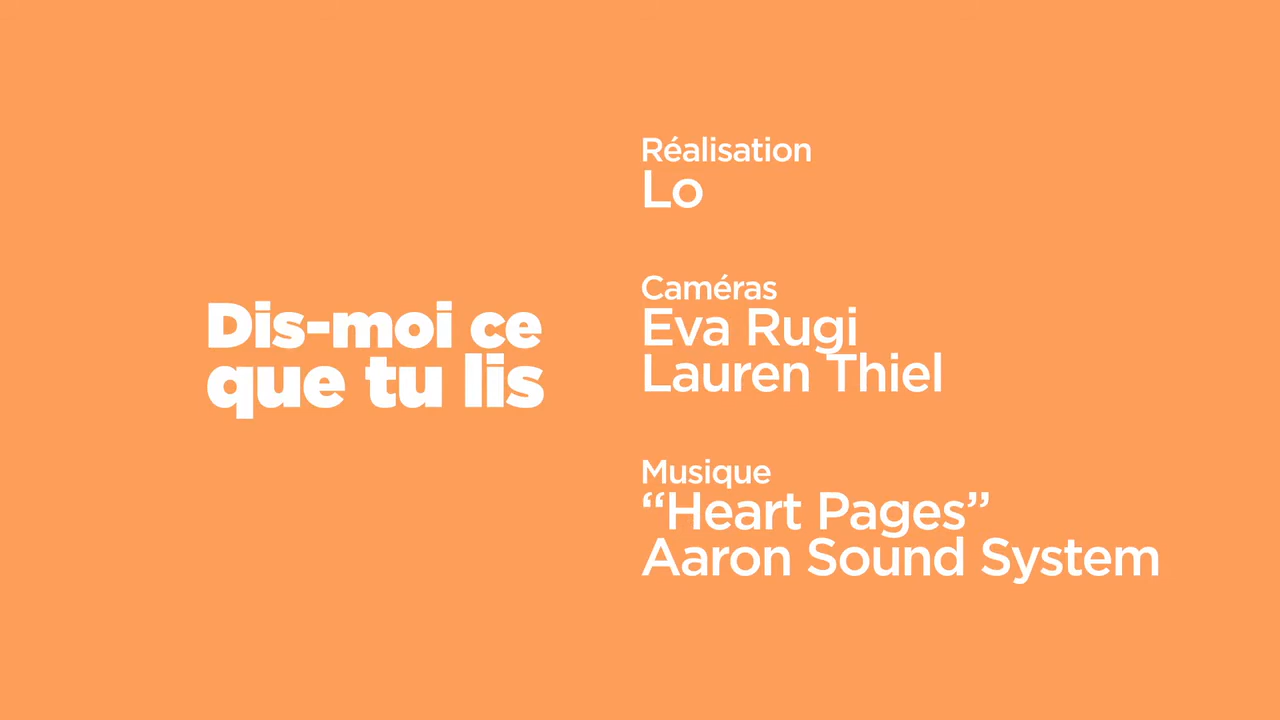 Dis-moi ce
que tu lis
Réalisation
Lo
Caméras
Eva Rugi
Lauren Thiel
Musique
“Heart Pages”
Aaron Sound System